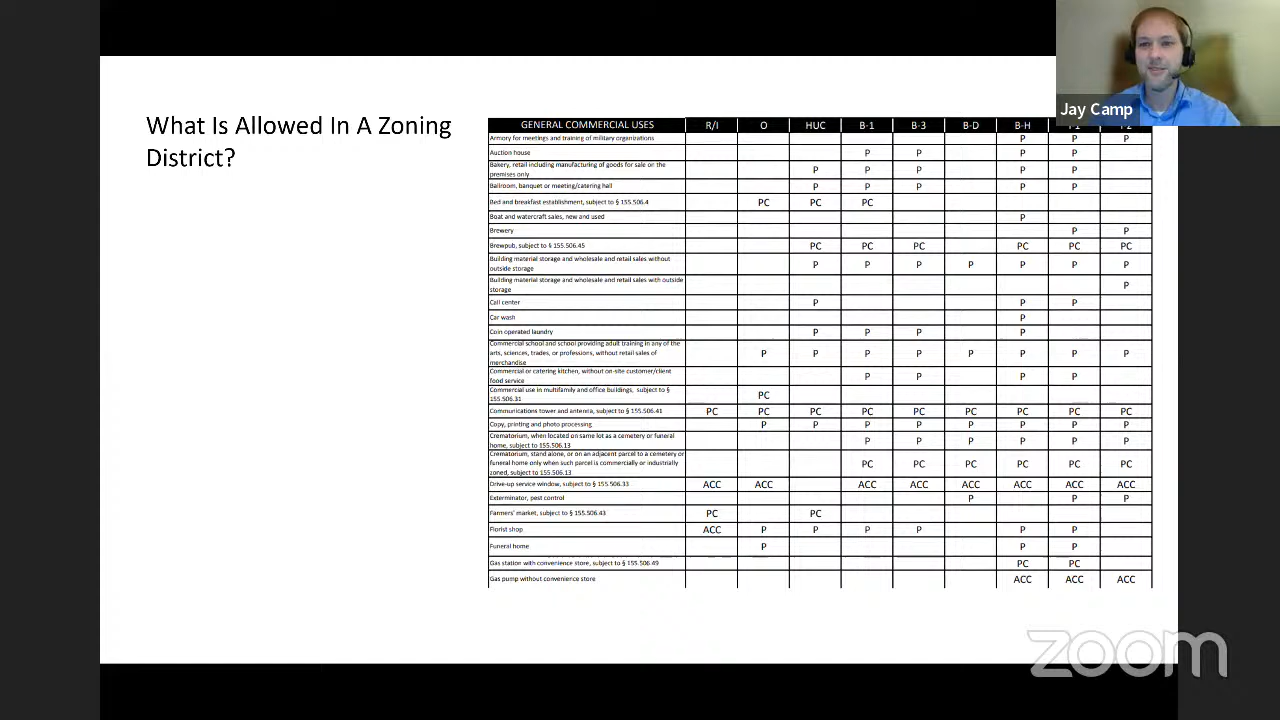 Jay Camp
What Is Allowed In A Zoning
District?
GENERAL COMMERCIAL USES R/I O HUC B-1 B-3 B-D B-H
Armory for meetings and training of military organizations P P P
Auction house P P P P
Bakery, retail including manufacturing of goods for sale on the
premises only P P P P P
Ballroom, banquet or meeting/catering hall P P P P P
Bed and breakfast establishment, subject to § 155.506.4 PC PC PC
Boat and watercraft sales, new and used P
Brewery P P
Brewpub, subject to § 155.506.45 PC PC PC PC PC PC
Building material storage and wholesale and retail sales without
outside storage P P P P P P P
Building material storage and wholesale and retail sales with outside
storage P
Call center P P P
Car wash P
Coin operated laundry P P P P
Commercial school and school providing adult training in any of the
arts, sciences, trades, or professions, without retail sales of
merchandise P P P P P P P P
Commercial or catering kitchen, without on-site customer/client
food service P P P P
Commercial use in multifamily and office buildings, subject to §
155.506.31 PC
Communications tower and antenna, subject to § 155.506.41 PC PC PC PC PC PC PC PC PC
Copy, printing and photo processing P P P P P P P P
Crematorium, when located on same lot as a cemetery or funeral
home, subject to 155.506.13 P P P P P P
Crematorium, stand alone, or on an adjacent parcel to a cemetery or
funeral home only when such parcel is commercially or industrially
zoned, subject to 155.506.13 PC PC PC PC PC PC
Drive-up service window, subject to § 155.506.33 ACC ACC ACC ACC ACC ACC ACC ACC
Exterminator, pest control P P P
Farmers' market, subject to § 155.506.43 PC PC
Florist shop ACC P P P P P P
Funeral home P P P
Gas station with convenience store, subject to § 155.506.49 PC PC
Gas pump without convenience store ACC ACC ACC
zoom